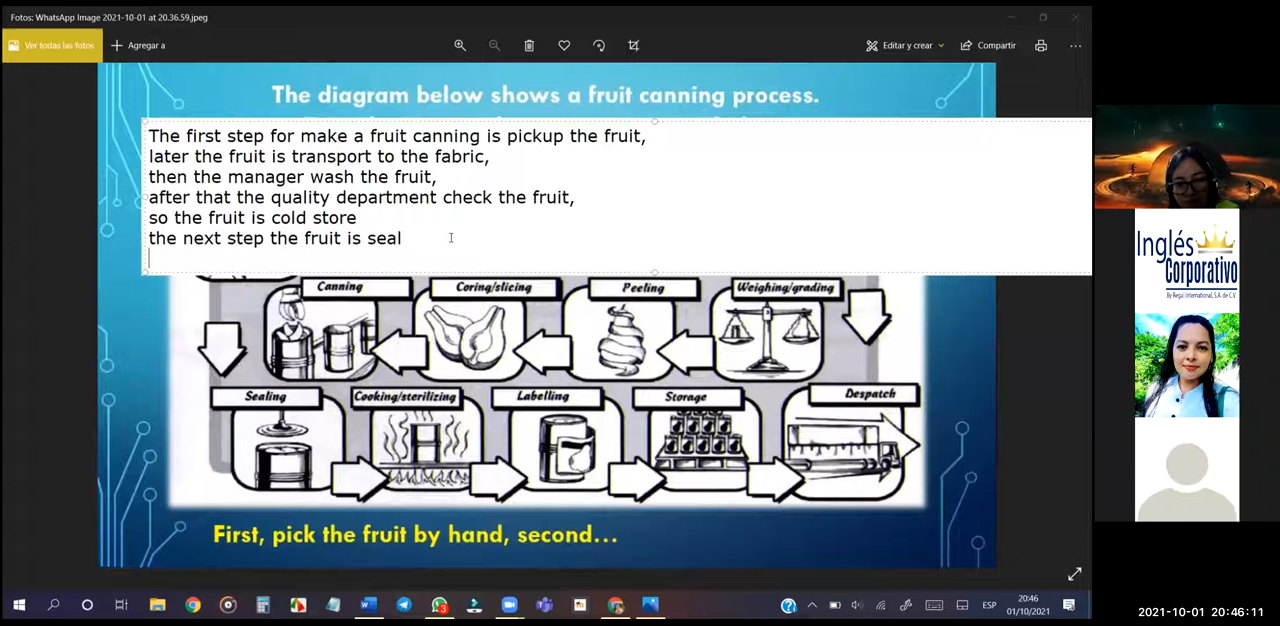 Fotos: WhatsApp Image 2021-10-01 at 20.36.59.jpeg
Ver todas las fotos
Agregar a
Editar y crear
Compartir
The diagram below shows a fruit canning process.
The first step for make a fruit canning is pickup the fruit,
later the fruit is transport to the fabric,
then the manager wash the fruit,
after that the quality department check the fruit,
so the fruit is cold store
the next step the fruit is seal
Canning
Coring/slicing
Peeling
Weighing/grading
Sealing
Cooking/sterilizing
Labelling
Storage
Despatch
First, pick the fruit by hand, second...
Inglés
Corporativo
By Regal International, S.A. de C.V.
3
ESP
20:46
01/10/2021
2021-10-01 20:46:11